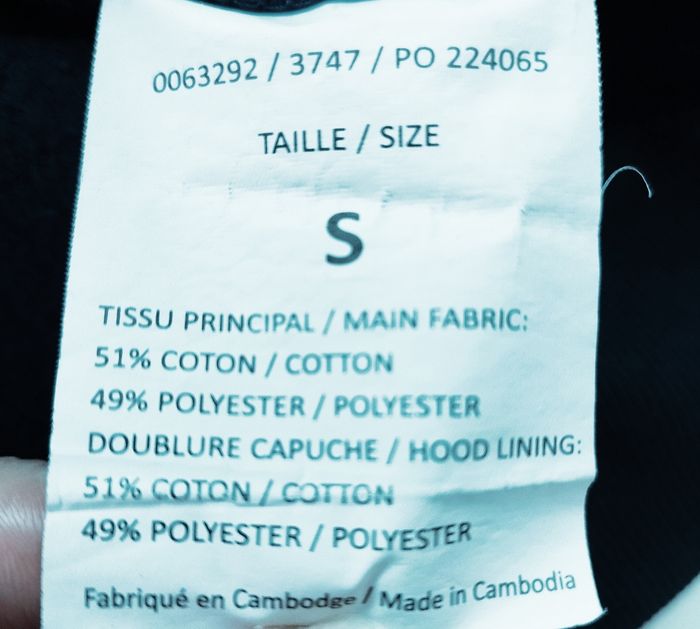 0063292 / 3747 / PO 224065
TAILLE / SIZE
S
TISSU PRINCIPAL / MAIN FABRIC:
51% COTON / COTTON
49% POLYESTER / POLYESTER
DOUBLURE CAPUCHE / HOOD LINING:
51% COTON / COTTON
49% POLYESTER / POLYESTER
Fabriqué en Cambodge / Made in Cambodia